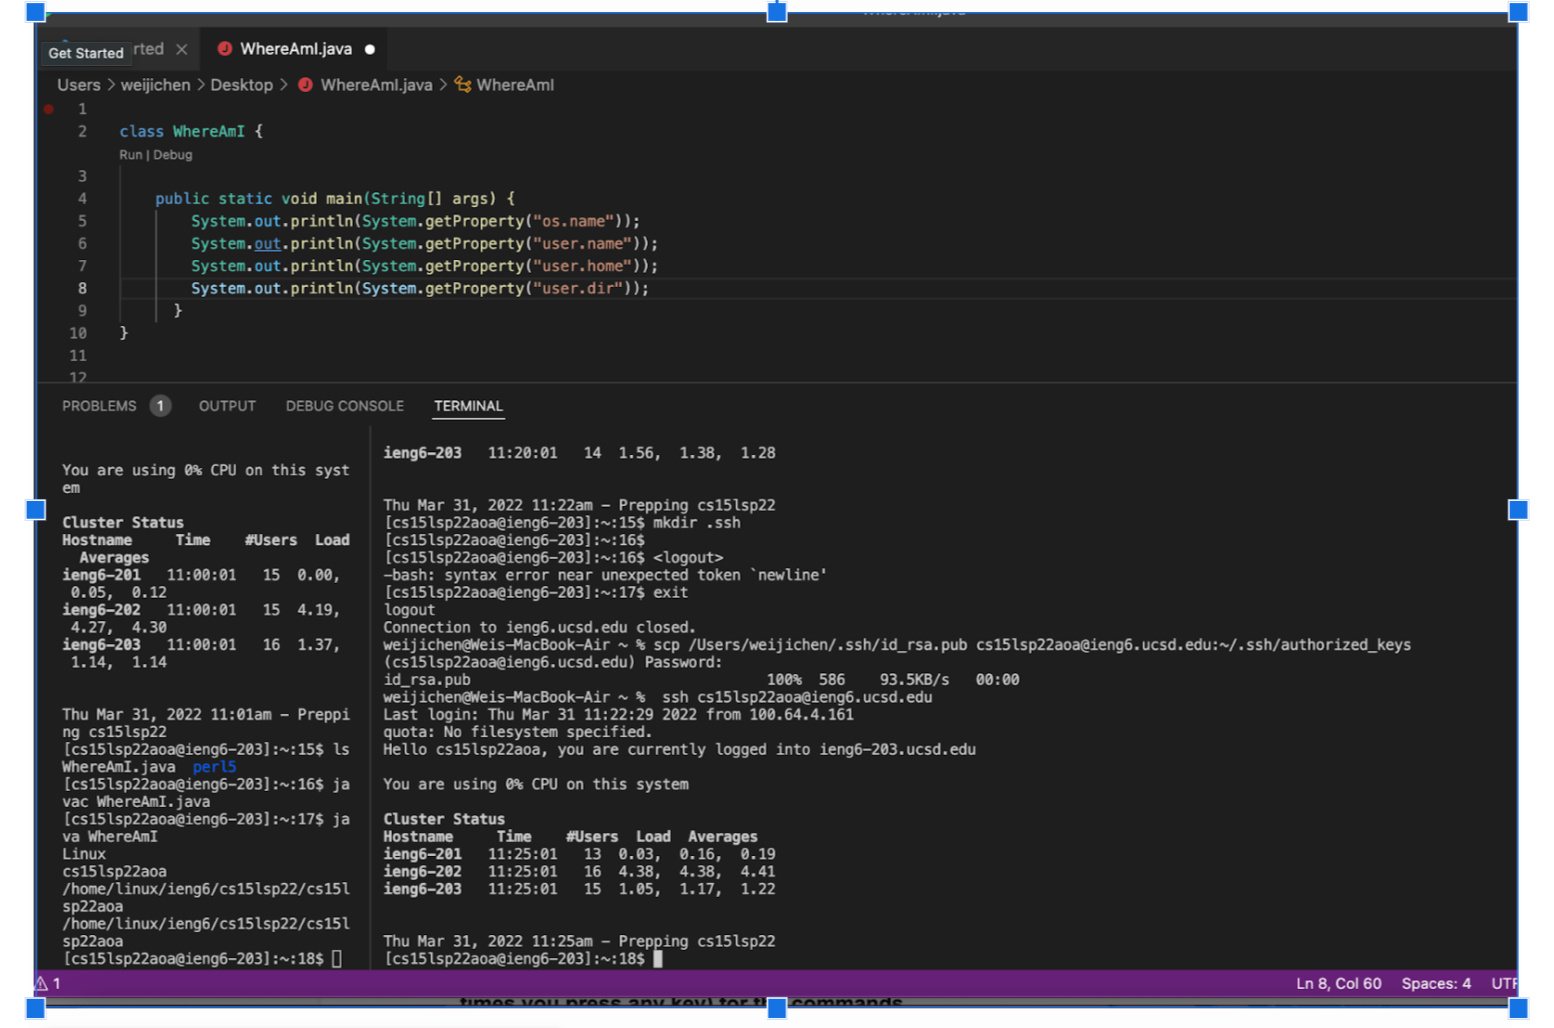 Get Started rted × WhereAmI.java ●
Users > weijichen > Desktop > WhereAmI.java > WhereAmI
1
2 class WhereAmI {
Run | Debug
3
4 public static void main(String[] args) {
5 System.out.println(System.getProperty("os.name"));
6 System.out.println(System.getProperty("user.name"));
7 System.out.println(System.getProperty("user.home"));
8 System.out.println(System.getProperty("user.dir"));
9 }
10 }
11
12
PROBLEMS 1 OUTPUT DEBUG CONSOLE TERMINAL
You are using 0% CPU on this syst
em
Cluster Status
Hostname Time #Users Load
Averages
ieng6-201 11:00:01 15 0.00,
0.05, 0.12
ieng6-202 11:00:01 15 4.19,
4.27, 4.30
ieng6-203 11:00:01 16 1.37,
1.14, 1.14
Thu Mar 31, 2022 11:01am - Preppi
ng cs15lsp22
[cs15lsp22aoa@ieng6-203]:~:15$ ls
WhereAmI.java perl5
[cs15lsp22aoa@ieng6-203]:~:16$ ja
vac WhereAmI.java
[cs15lsp22aoa@ieng6-203]:~:17$ ja
va WhereAmI
Linux
cs15lsp22aoa
/home/linux/ieng6/cs15lsp22/cs15l
sp22aoa
/home/linux/ieng6/cs15lsp22/cs15l
sp22aoa
[cs15lsp22aoa@ieng6-203]:~:18$
ieng6-203 11:20:01 14 1.56, 1.38, 1.28
Thu Mar 31, 2022 11:22am - Prepping cs15lsp22
[cs15lsp22aoa@ieng6-203]:~:15$ mkdir .ssh
[cs15lsp22aoa@ieng6-203]:~:16$
[cs15lsp22aoa@ieng6-203]:~:16$ <logout>
-bash: syntax error near unexpected token `newline'
[cs15lsp22aoa@ieng6-203]:~:17$ exit
logout
Connection to ieng6.ucsd.edu closed.
weijichen@Weis-MacBook-Air ~ % scp /Users/weijichen/.ssh/id_rsa.pub cs15lsp22aoa@ieng6.ucsd.edu:~/.ssh/authorized_keys
(cs15lsp22aoa@ieng6.ucsd.edu) Password:
id_rsa.pub 100% 586 93.5KB/s 00:00
weijichen@Weis-MacBook-Air ~ % ssh cs15lsp22aoa@ieng6.ucsd.edu
Last login: Thu Mar 31 11:22:29 2022 from 100.64.4.161
quota: No filesystem specified.
Hello cs15lsp22aoa, you are currently logged into ieng6-203.ucsd.edu
You are using 0% CPU on this system
Cluster Status
Hostname Time #Users Load Averages
ieng6-201 11:25:01 13 0.03, 0.16, 0.19
ieng6-202 11:25:01 16 4.38, 4.38, 4.41
ieng6-203 11:25:01 15 1.05, 1.17, 1.22
Thu Mar 31, 2022 11:25am - Prepping cs15lsp22
[cs15lsp22aoa@ieng6-203]:~:18$
1 Ln 8, Col 60 Spaces: 4 UTF
times you press any key) for the commands